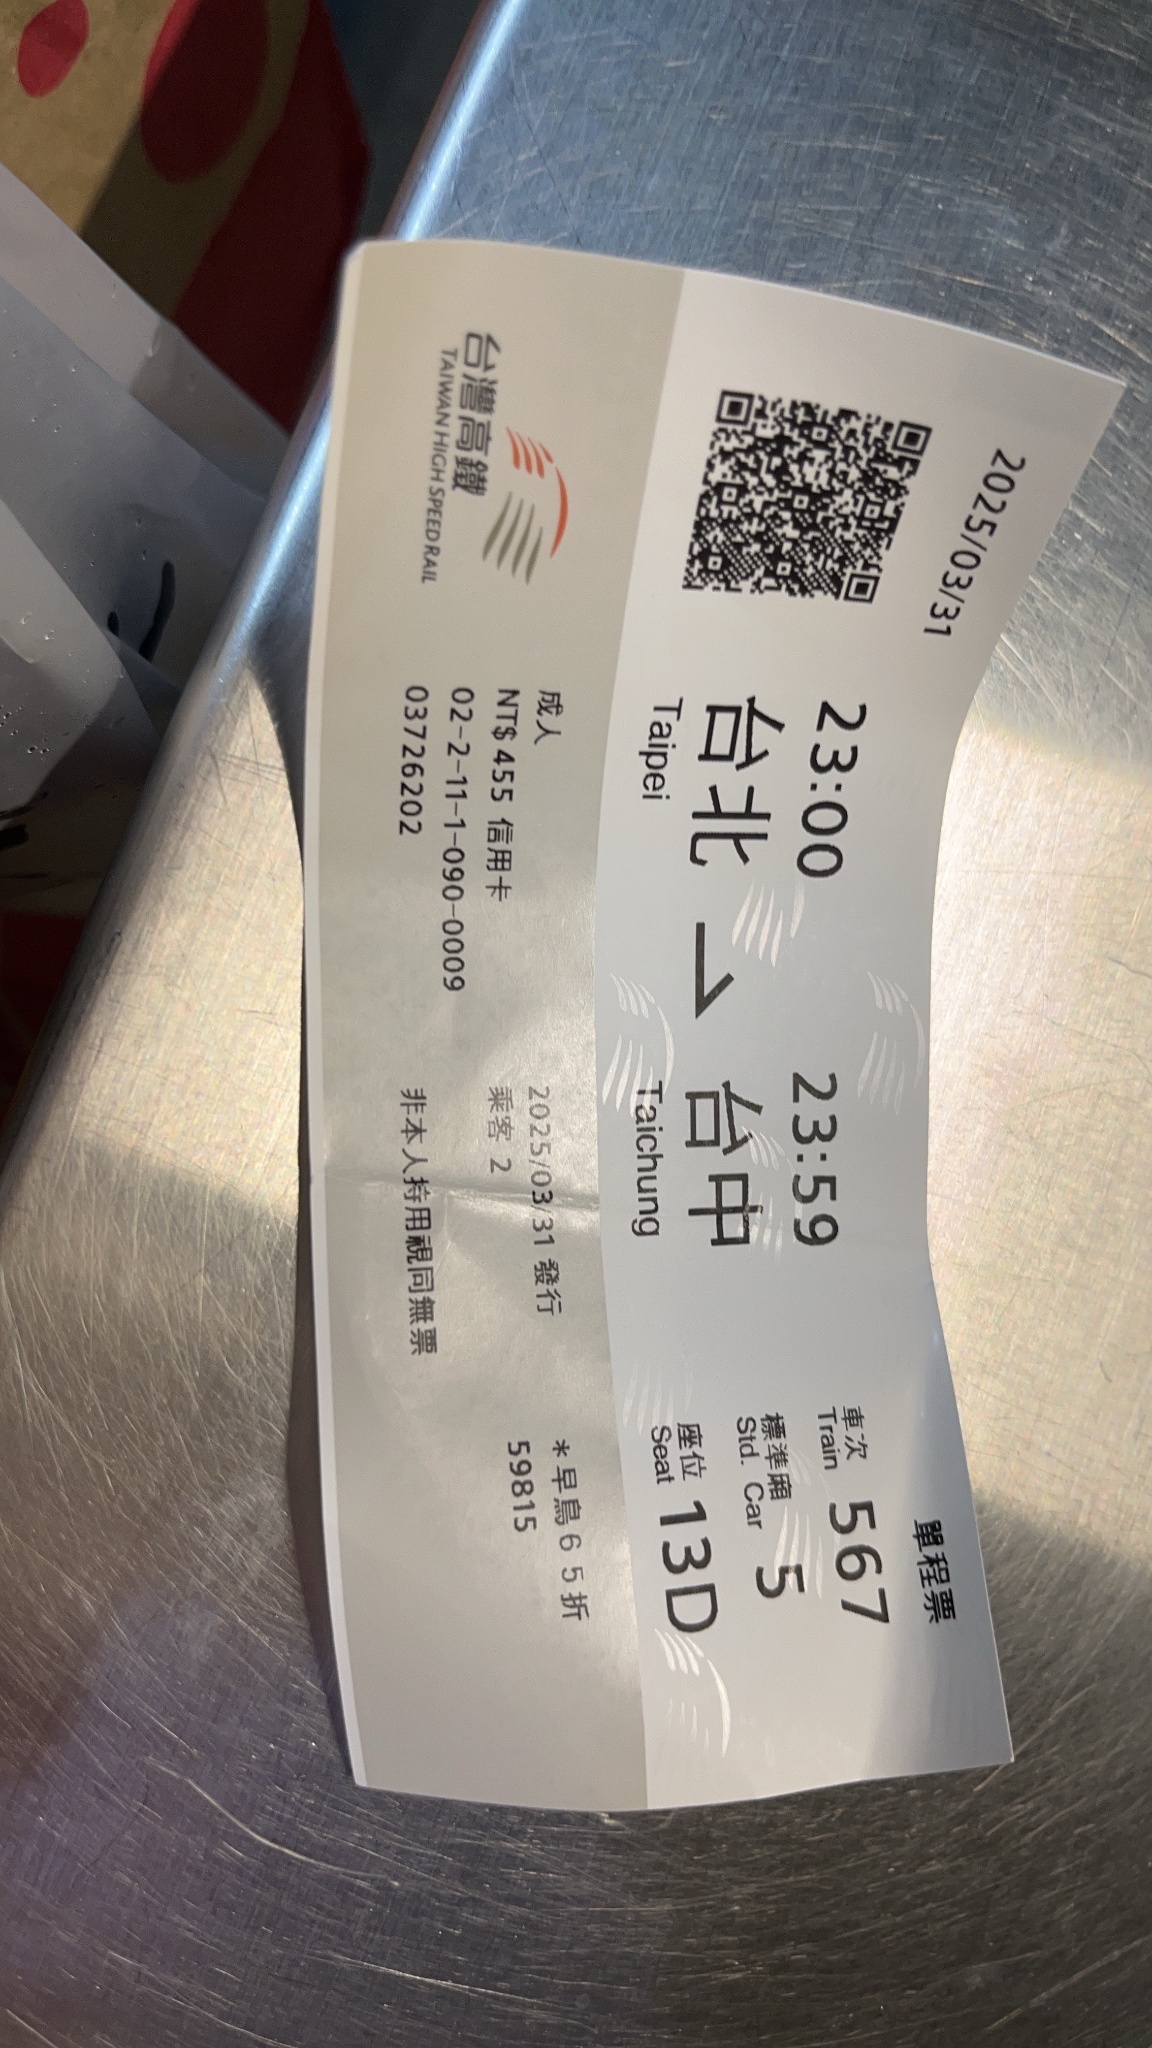 2025/03/31
單程票
23:00
23:59
台北 → 台中
Taipei
Taichung
車次
Train 567
標準廂
Std. Car 5
座位
Seat 13D
台灣高鐵
TAIWAN HIGH SPEED RAIL
成人
NT$ 455 信用卡
02-2-11-1-090-0009
03726202
2025/03/31 發行
乘客 2
非本人持用視同無票
*早鳥65折
59815